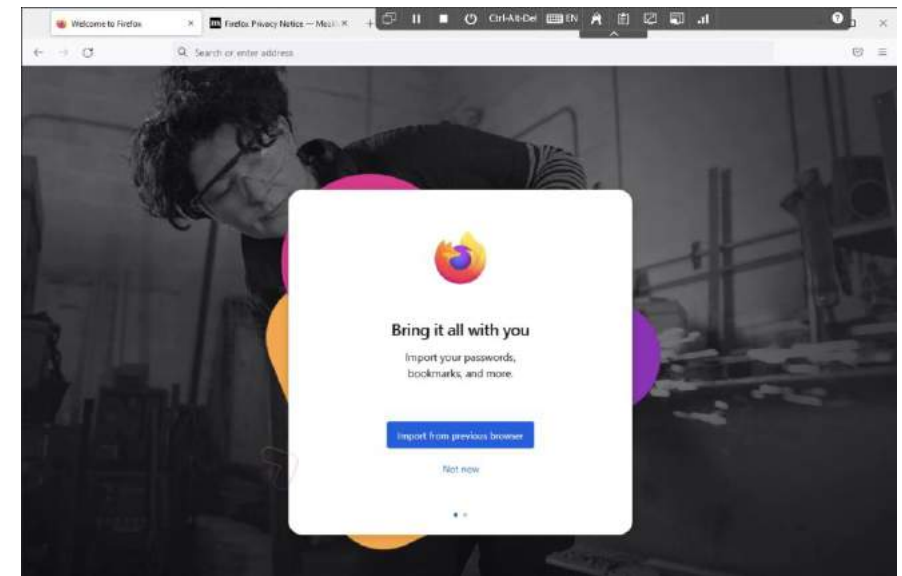 Welcome to Firefox
Firefox Privacy Notice — Mozil
Ctrl-Alt-Del
EN
Search or enter address
Bring it all with you
Import your passwords,
bookmarks, and more.
Import from previous browser
Not now